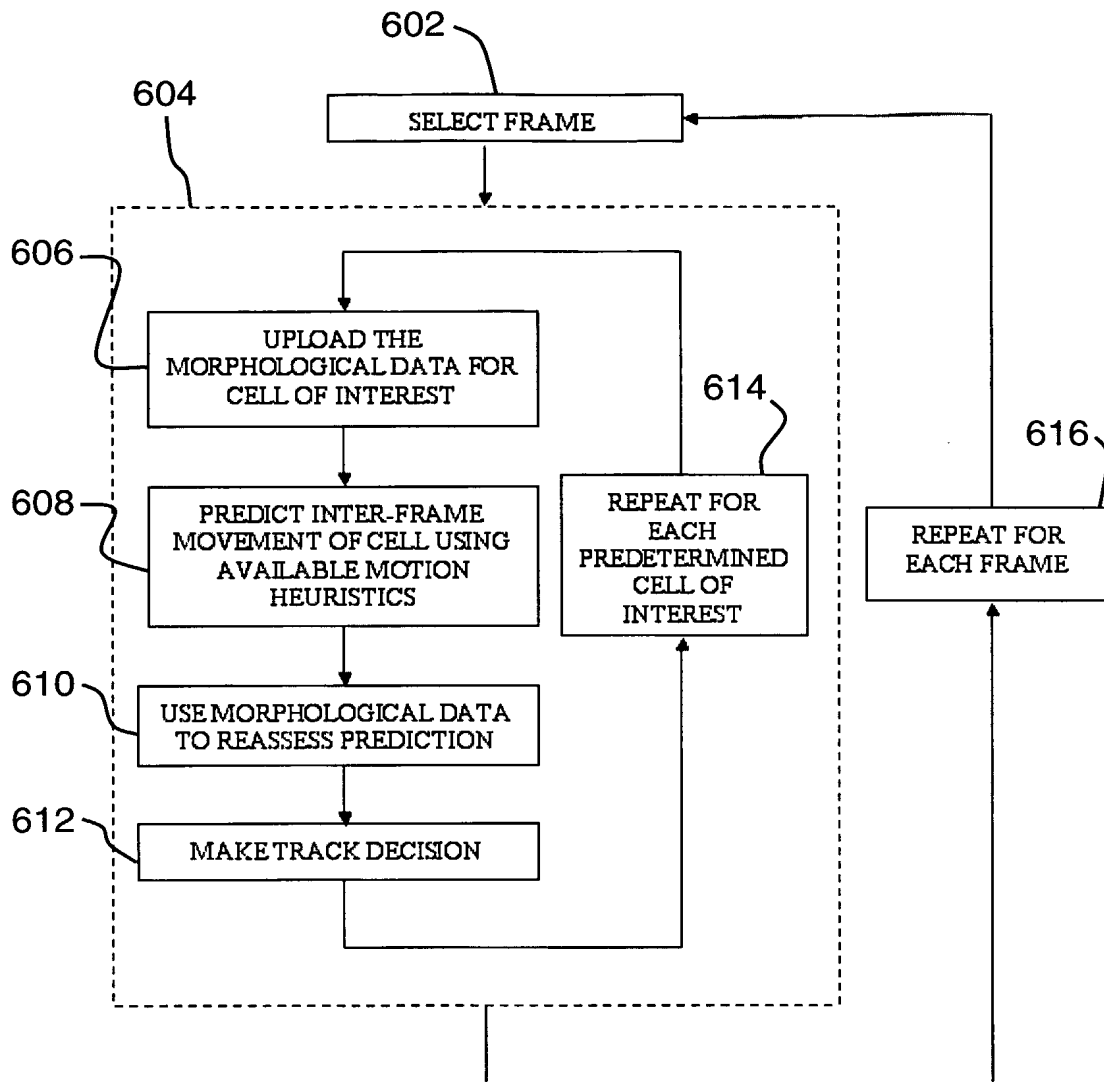 602
SELECT FRAME
604
606
UPLOAD THE
MORPHOLOGICAL DATA FOR
CELL OF INTEREST
608
PREDICT INTER-FRAME
MOVEMENT OF CELL USING
AVAILABLE MOTION
HEURISTICS
610
USE MORPHOLOGICAL DATA
TO REASSESS PREDICTION
612
MAKE TRACK DECISION
614
REPEAT FOR
EACH
PREDETERMINED
CELL OF
INTEREST
616
REPEAT FOR
EACH FRAME